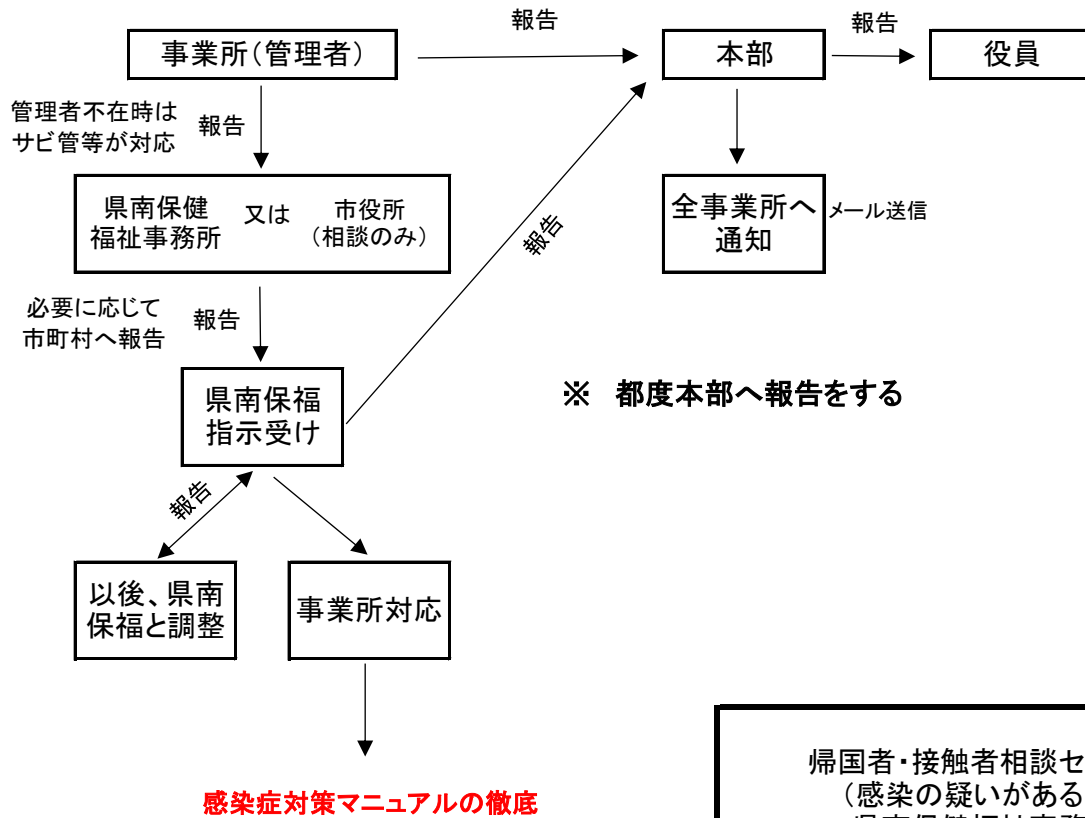 報告
報告
事業所(管理者)
本部
役員
管理者不在時は
サビ管等が対応
報告
県南保健
福祉事務所
又は
市役所
(相談のみ)
全事業所へ
通知
メール送信
報告
必要に応じて
市町村へ報告
報告
県南保福
指示受け
※ 都度本部へ報告をする
報告
以後、県南
保福と調整
事業所対応
感染症対策マニュアルの徹底
帰国者・接触者相談セ
(感染の疑いがある